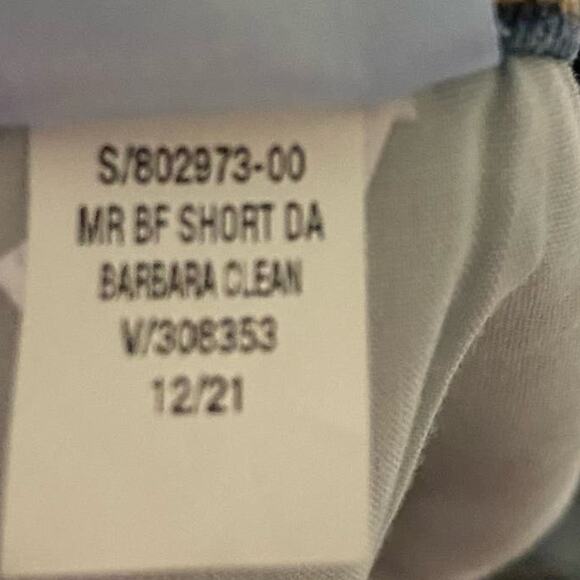 S/802973-00
MR BF SHORT DA
BARBARA CLEAN
V/308353
12/21